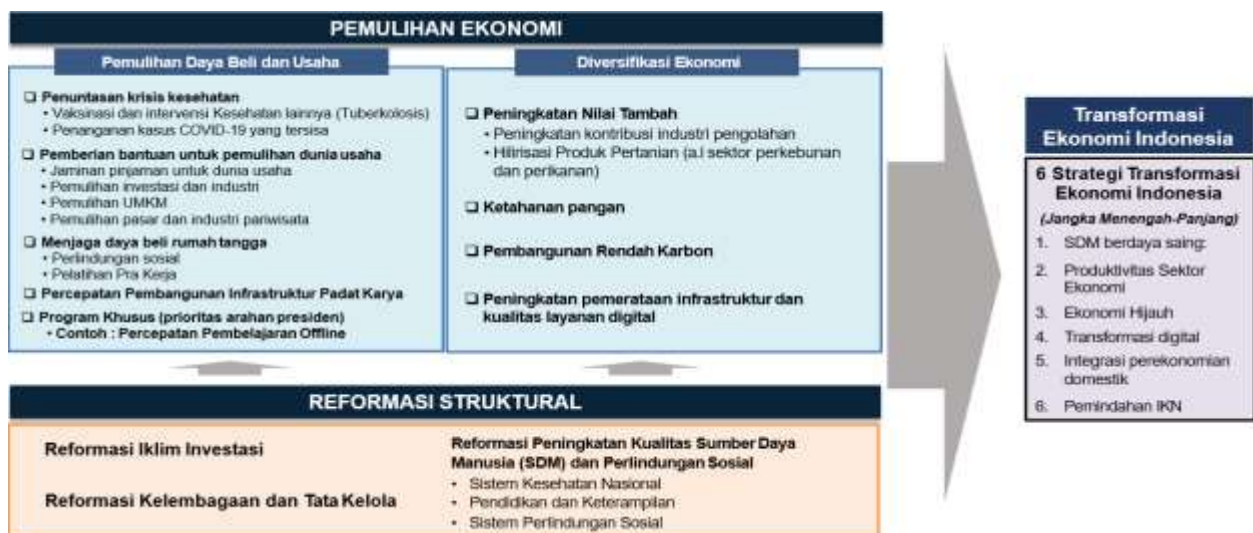 PEMULIHAN EKONOMI
Pemulihan Daya Beli dan Usaha
❑ Penuntasan krisis kesehatan
• Vaksinasi dan intervensi Kesehatan lainnya (Tuberkolosis)
• Penanganan kasus COVID-19 yang tersisa
❑ Pemberian bantuan untuk pemulihan dunia usaha
• Jaminan pinjaman untuk dunia usaha
• Pemulihan investasi dan industri
• Pemulihan UMKM
• Pemulihan pasar dan industri pariwisata
❑ Menjaga daya beli rumah tangga
• Perlindungan sosial
• Pelatihan Pra Kerja
❑ Percepatan Pembangunan Infrastruktur Padat Karya
❑ Program Khusus (prioritas arahan presiden)
• Contoh : Percepatan Pembelajaran Offline
Diversifikasi Ekonomi
❑ Peningkatan Nilai Tambah
• Peningkatan kontribusi industri pengolahan
• Hilirisasi Produk Pertanian (a.l sektor perkebunan
dan perikanan)
❑ Ketahanan pangan
❑ Pembangunan Rendah Karbon
❑ Peningkatan pemerataan infrastruktur dan
kualitas layanan digital
REFORMASI STRUKTURAL
Reformasi Iklim Investasi
Reformasi Kelembagaan dan Tata Kelola
Reformasi Peningkatan Kualitas Sumber Daya
Manusia (SDM) dan Perlindungan Sosial
• Sistem Kesehatan Nasional
• Pendidikan dan Keterampilan
• Sistem Perlindungan Sosial
Transformasi
Ekonomi Indonesia
6 Strategi Transformasi
Ekonomi Indonesia
(Jangka Menengah-Panjang)
1. SDM berdaya saing:
2. Produktivitas Sektor
Ekonomi
3. Ekonomi Hijauh
4. Transformasi digital
5. Integrasi perekonomian
domestik
6. Pemindahan IKN